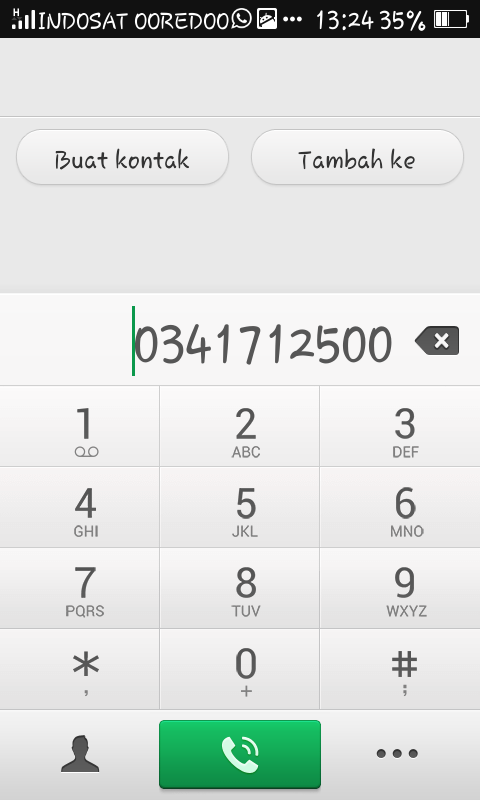 H
INDOSAT OOREDOO ... 13:24 35%
Buat kontak Tambah ke
0341712500
1 2 3
ABC DEF
4 5 6
GHI JKL MNO
7 8 9
PQRS TUV WXYZ
* 0 #
, + ;